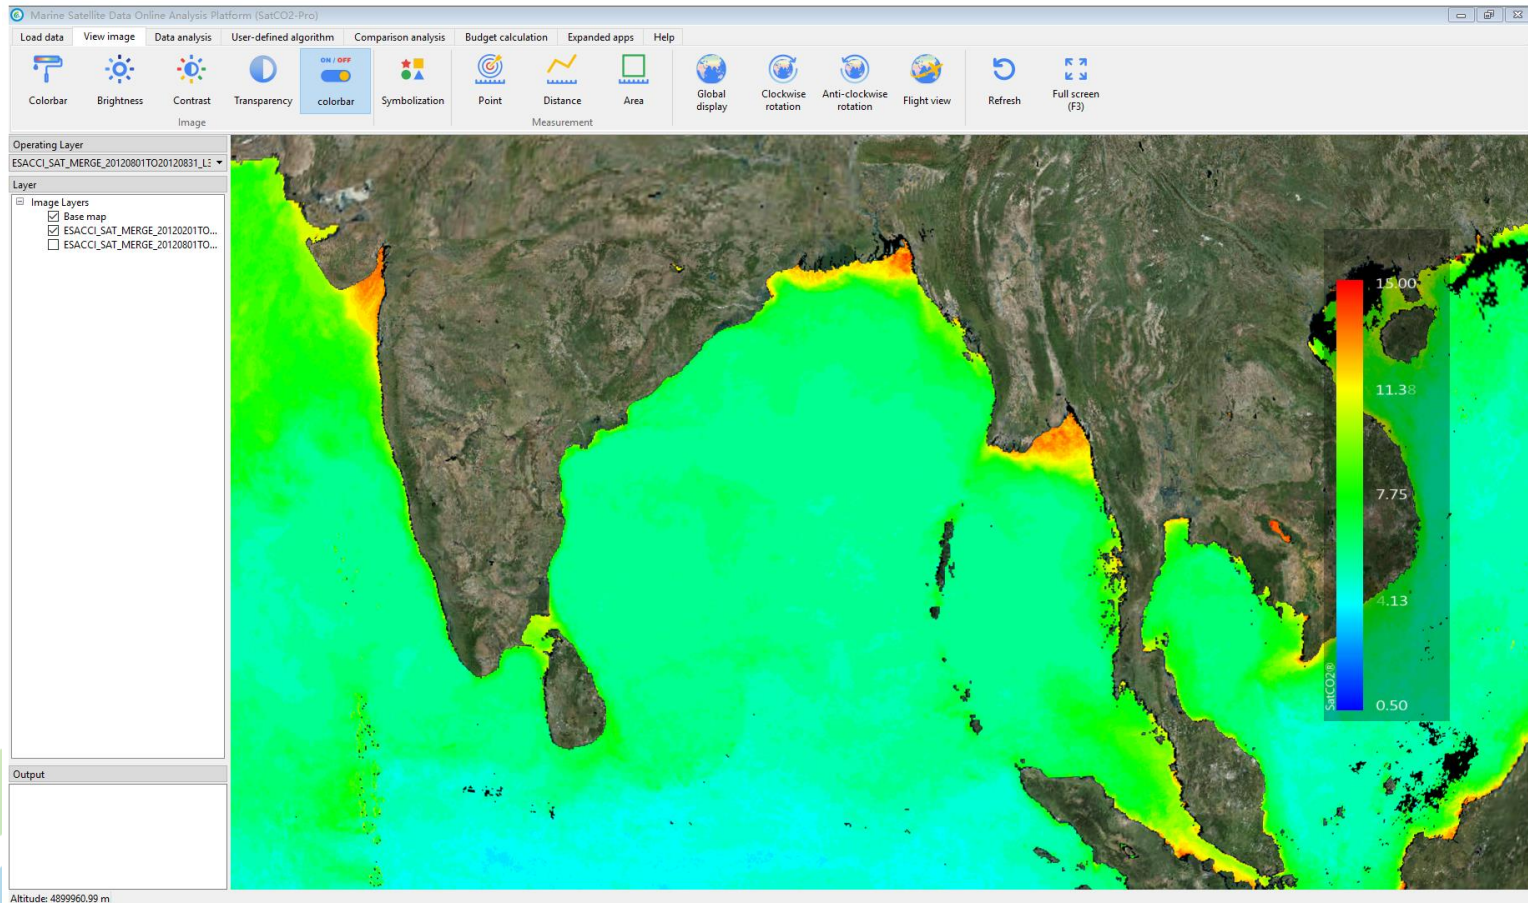 Marine Satellite Data Online Analysis Platform (SatCO2-Pro)
Load data View image Data analysis User-defined algorithm Comparison analysis Budget calculation Expanded apps Help
ON / OFF
Colorbar Brightness Contrast Transparency colorbar Symbolization Point Distance Area Global display Clockwise rotation Anti-clockwise rotation Flight view Refresh Full screen (F3)
Image Measurement
Operating Layer
ESACCI_SAT_MERGE_20120801TO20120831_L3
Layer
Image Layers
Base map
ESACCI_SAT_MERGE_20120201TO...
ESACCI_SAT_MERGE_20120801TO...
15.00
11.38
7.75
4.13
0.50
SatCO2®
Output
Altitude: 4899960.99 m